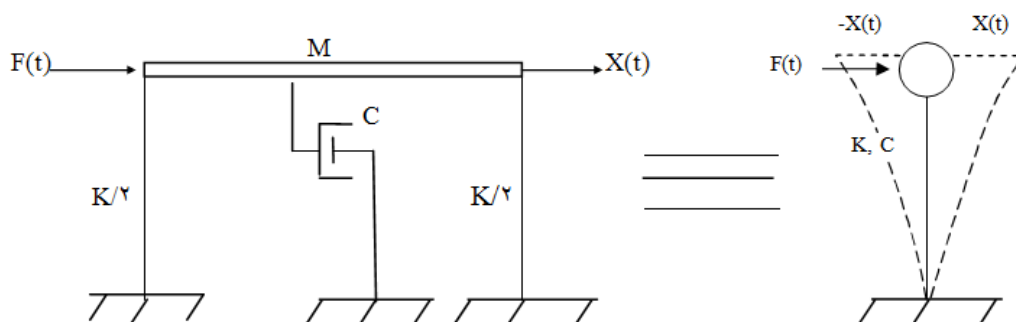 F(t)
M
X(t)
C
K/۲
K/۲
-X(t)
X(t)
F(t)
K, C